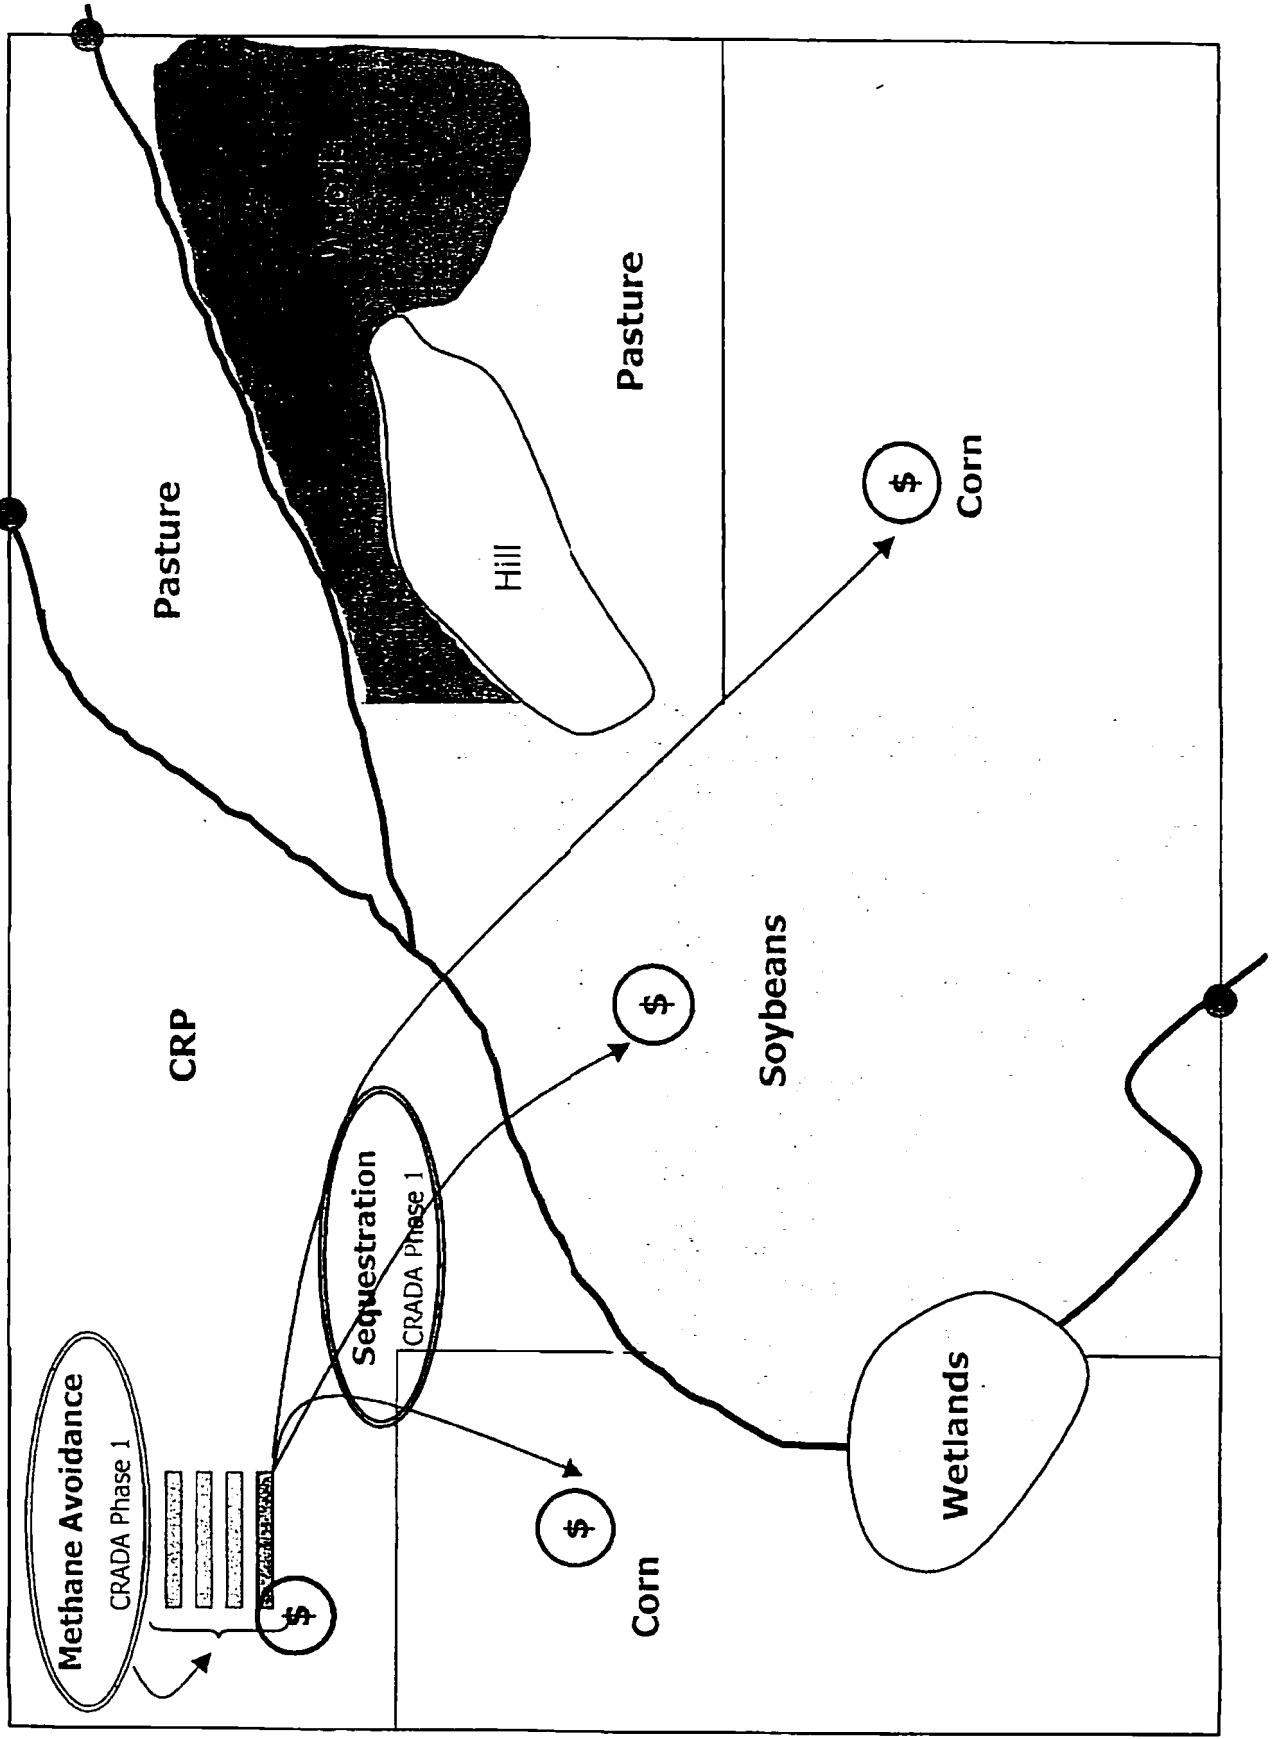 Methane Avoidance
CRADA Phase 1
CRP
Pasture
$
Sequestration
CRADA Phase 1
Hill
$
Corn
Pasture
$
Soybeans
$
Wetlands
Corn